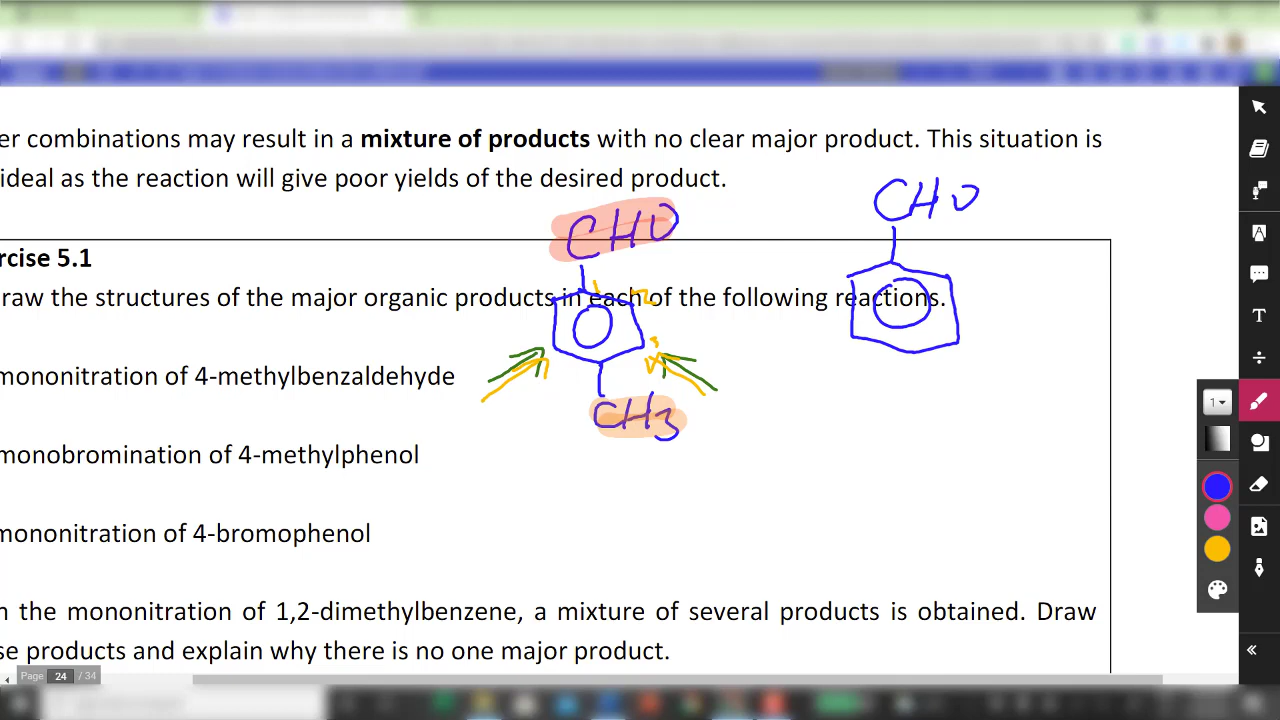 er combinations may result in a mixture of products with no clear major product. This situation is
ideal as the reaction will give poor yields of the desired product.
CHO
CHO
rcise 5.1
raw the structures of the major organic products in each of the following reactions.
1
2
3
mononitration of 4-methylbenzaldehyde
CH3
monobromination of 4-methylphenol
mononitration of 4-bromophenol
n the mononitration of 1,2-dimethylbenzene, a mixture of several products is obtained. Draw
se products and explain why there is no one major product.
Page 24 / 34
1
T